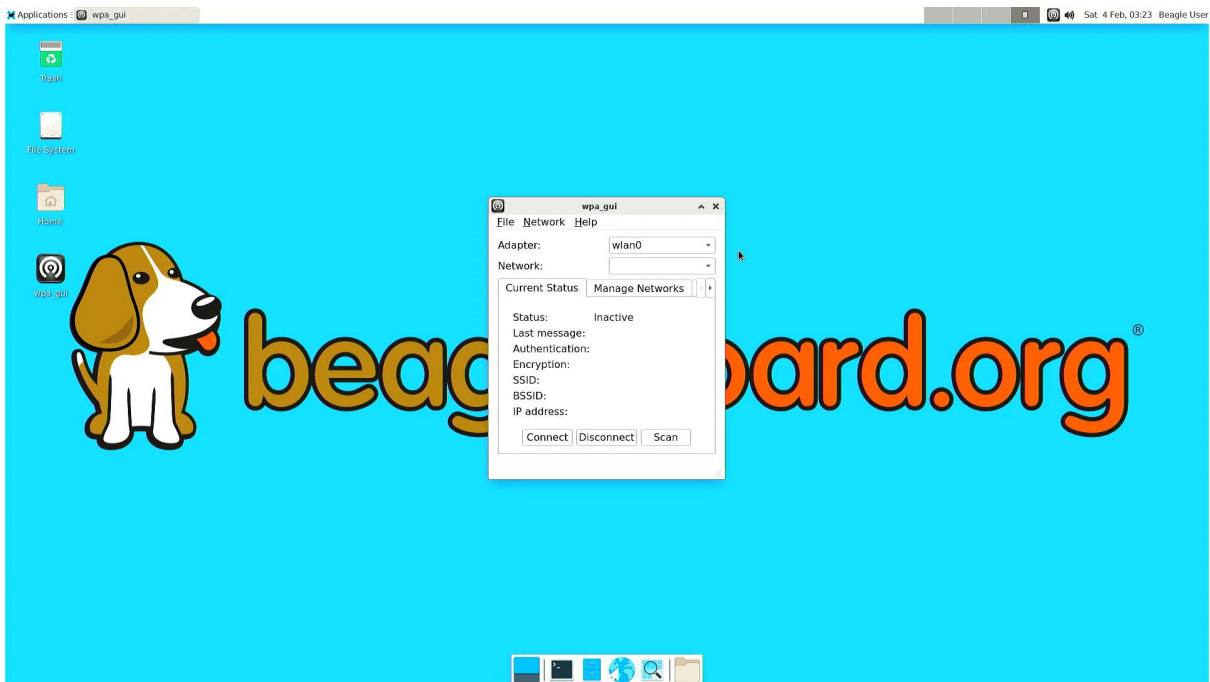 Applications
wpa_gui
Sat 4 Feb, 03:23
Beagle User
Trash
File System
Home
wpa_gui
wpa_gui
File Network Help
Adapter: wlan0
Network:
Current Status Manage Networks
Status: Inactive
Last message:
Authentication:
Encryption:
SSID:
BSSID:
IP address:
Connect Disconnect Scan
beag oard.org®